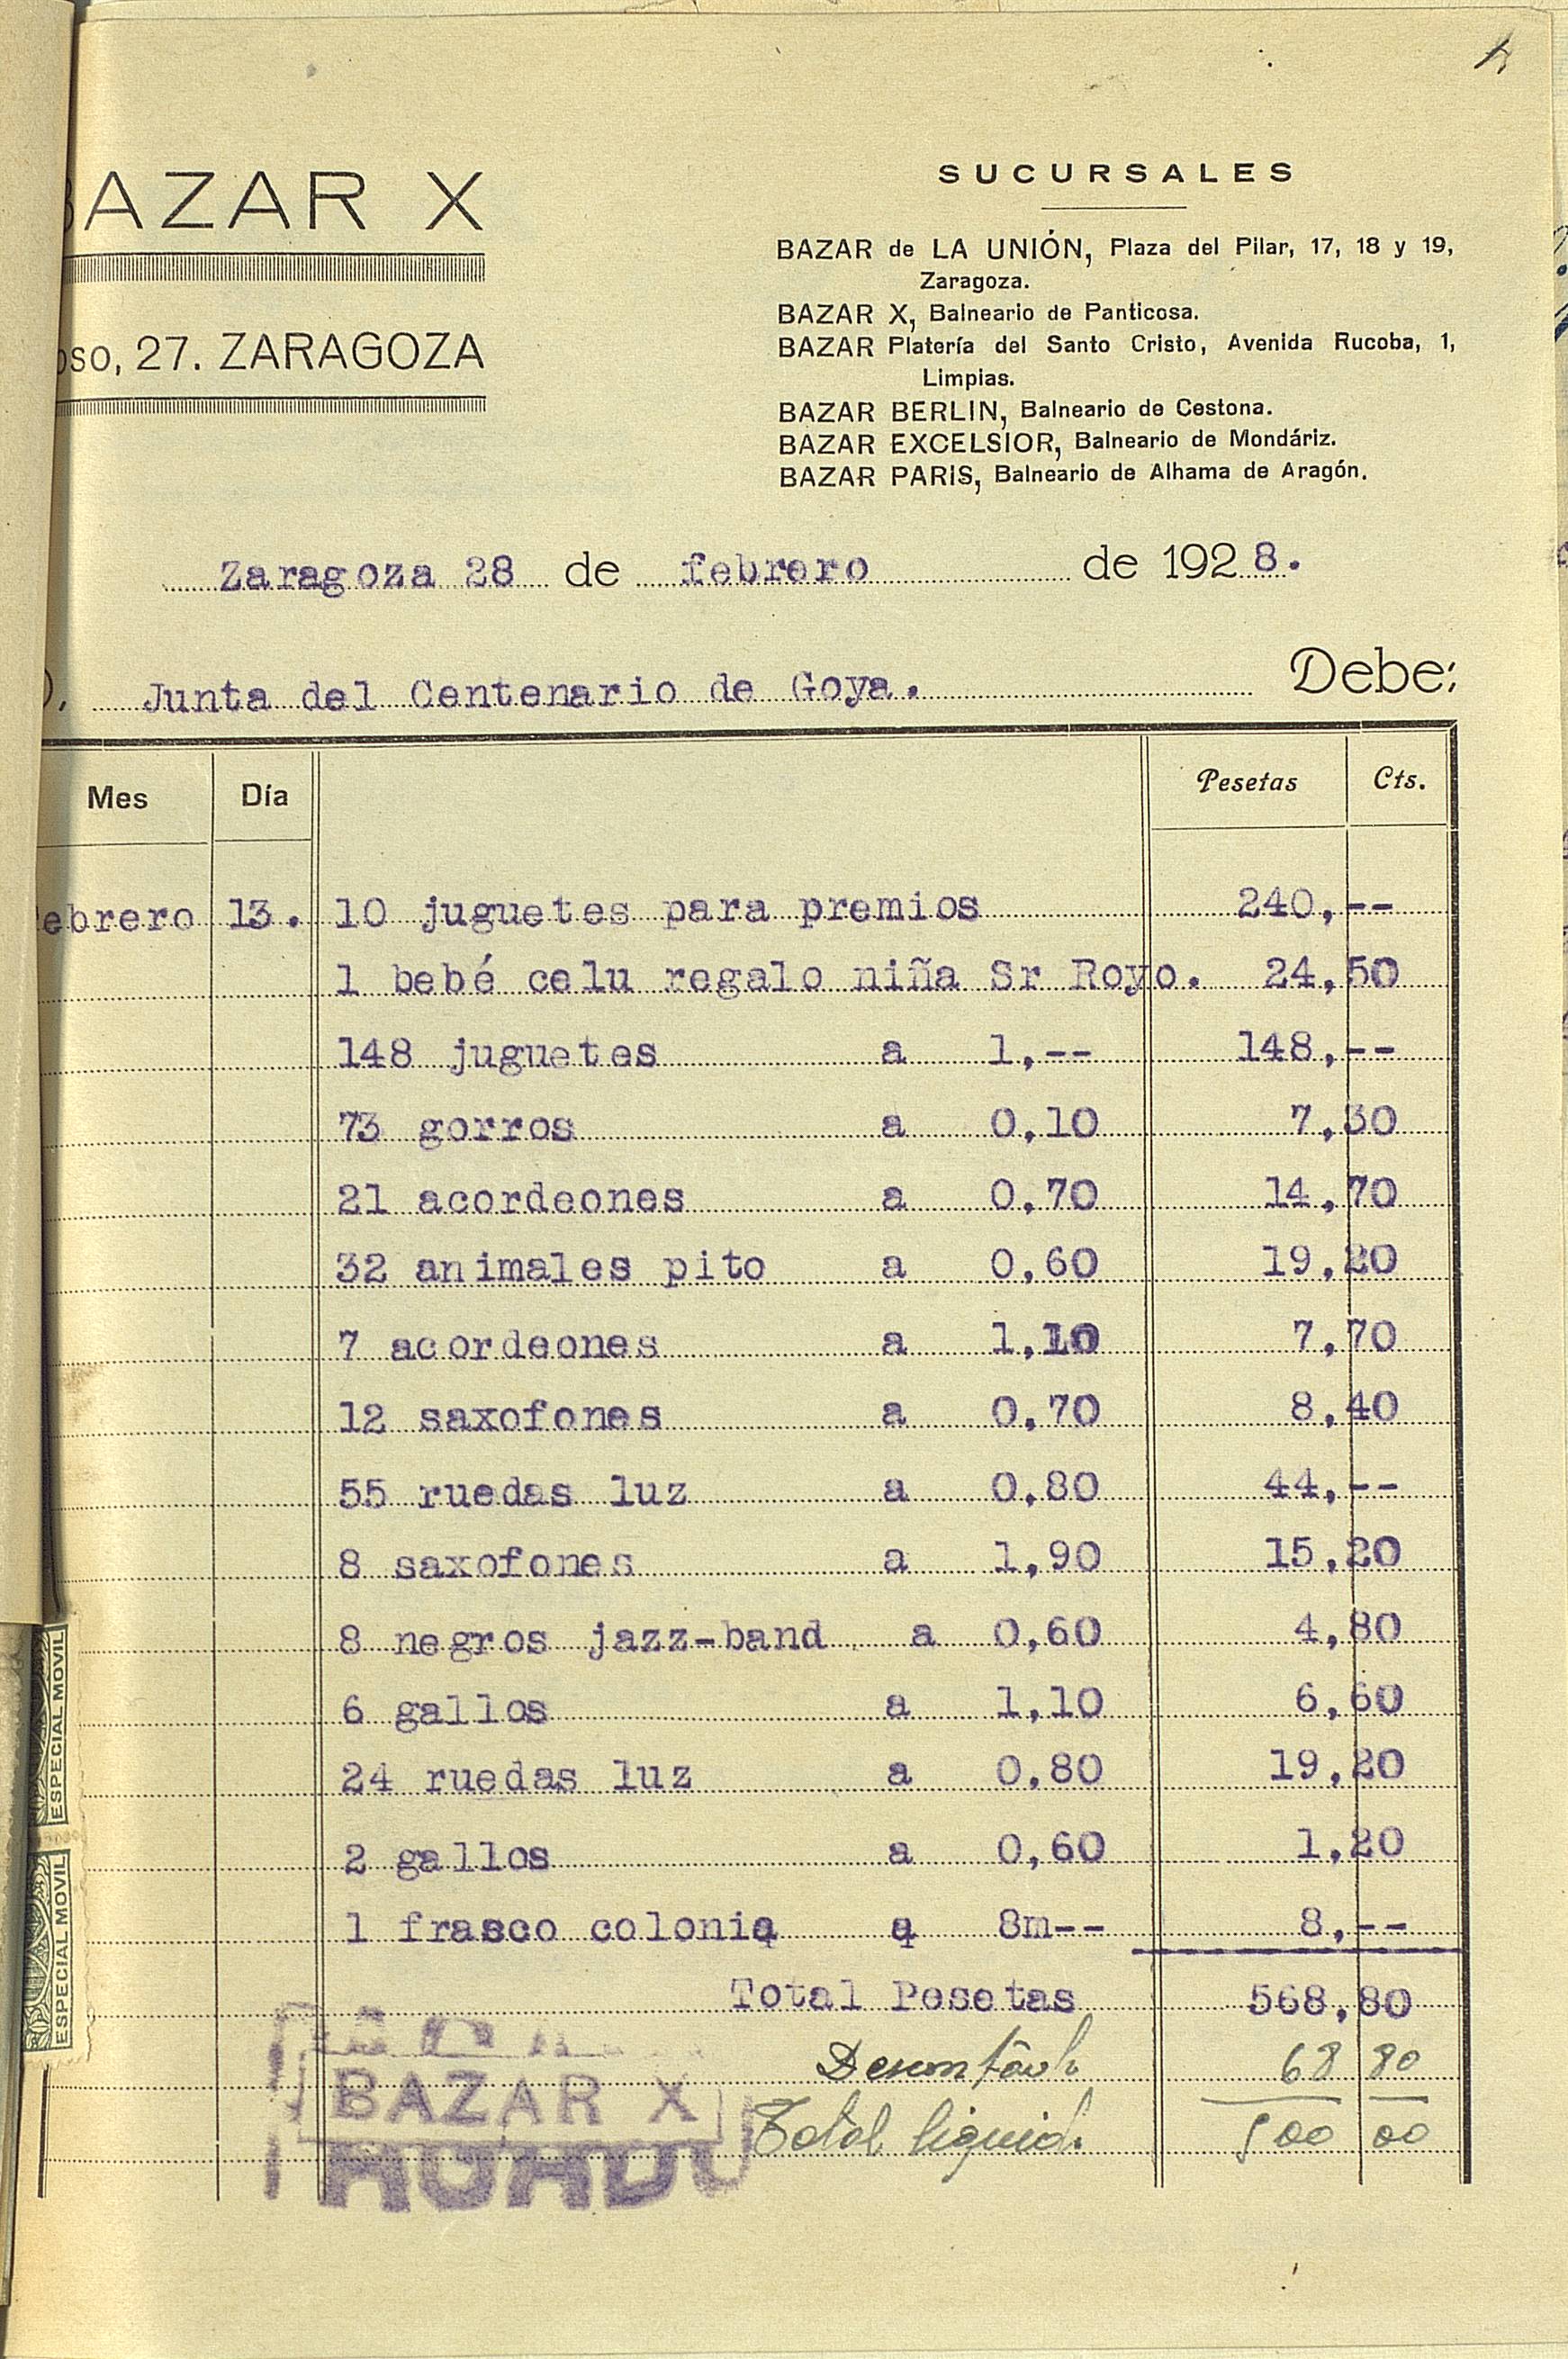 BAZAR X
oso, 27. ZARAGOZA
SUCURSALES
BAZAR de LA UNIÓN, Plaza del Pilar, 17, 18 y 19,
Zaragoza.
BAZAR X, Balneario de Panticosa.
BAZAR Platería del Santo Cristo, Avenida Rucoba, 1,
Limpias.
BAZAR BERLIN, Balneario de Cestona.
BAZAR EXCELSIOR, Balneario de Mondáriz.
BAZAR PARIS, Balneario de Alhama de Aragón.
Zaragoza 28 de febrero de 1928.
D. Junta del Centenario de Goya. Debe:
Mes Día Pesetas Cts.
ebrero 13. 10 juguetes para premios 240,--
1 bebé celu regalo niña Sr Royo. 24,50
148 juguetes a 1,-- 148,--
73 gorros a 0,10 7,30
21 acordeones a 0,70 14,70
32 animales pito a 0,60 19,20
7 acordeones a 1,10 7,70
12 saxofones a 0,70 8,40
55 ruedas luz a 0,80 44,--
8 saxofones a 1,90 15,20
8 negros jazz-band a 0,60 4,80
6 gallos a 1,10 6,60
24 ruedas luz a 0,80 19,20
2 gallos a 0,60 1,20
1 frasco colonia a 8m-- 8,--
Total Pesetas 568,80
68 80
Total liquido 500 00
BAZAR X
ESPECIAL MOVIL
ESPECIAL MOVIL